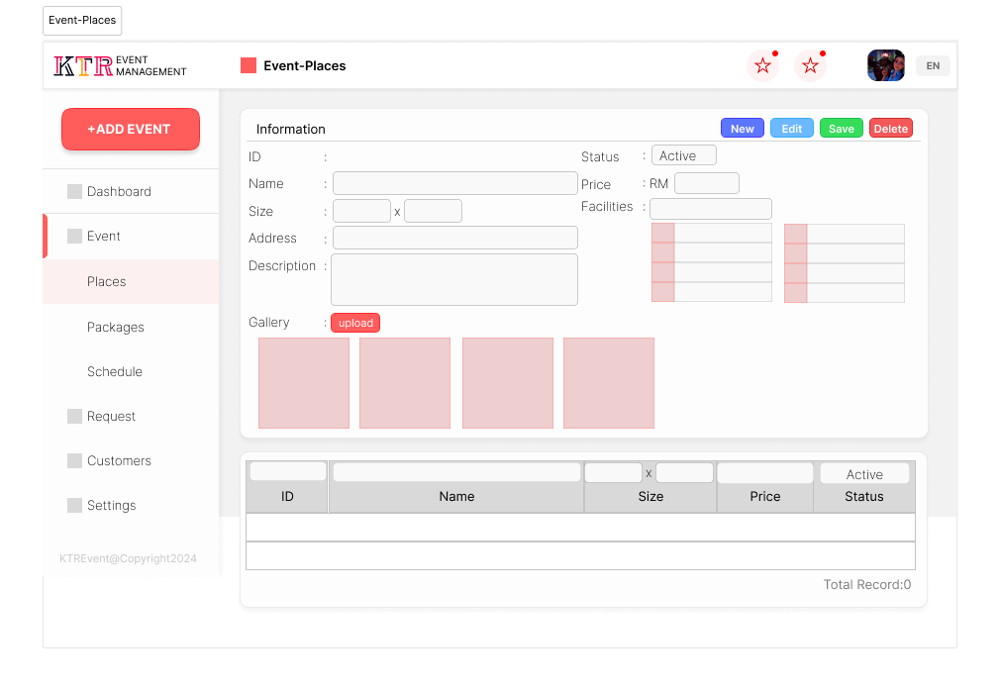 Event-Places
KTR EVENT MANAGEMENT
Event-Places
EN
+ADD EVENT
Dashboard
Event
Places
Packages
Schedule
Request
Customers
Settings
KTREvent@Copyright2024
Information
New Edit Save Delete
ID :
Status : Active
Name :
Price : RM
Size : x
Facilities :
Address :
Description :
Gallery : upload
x Active
ID Name Size Price Status
Total Record:0